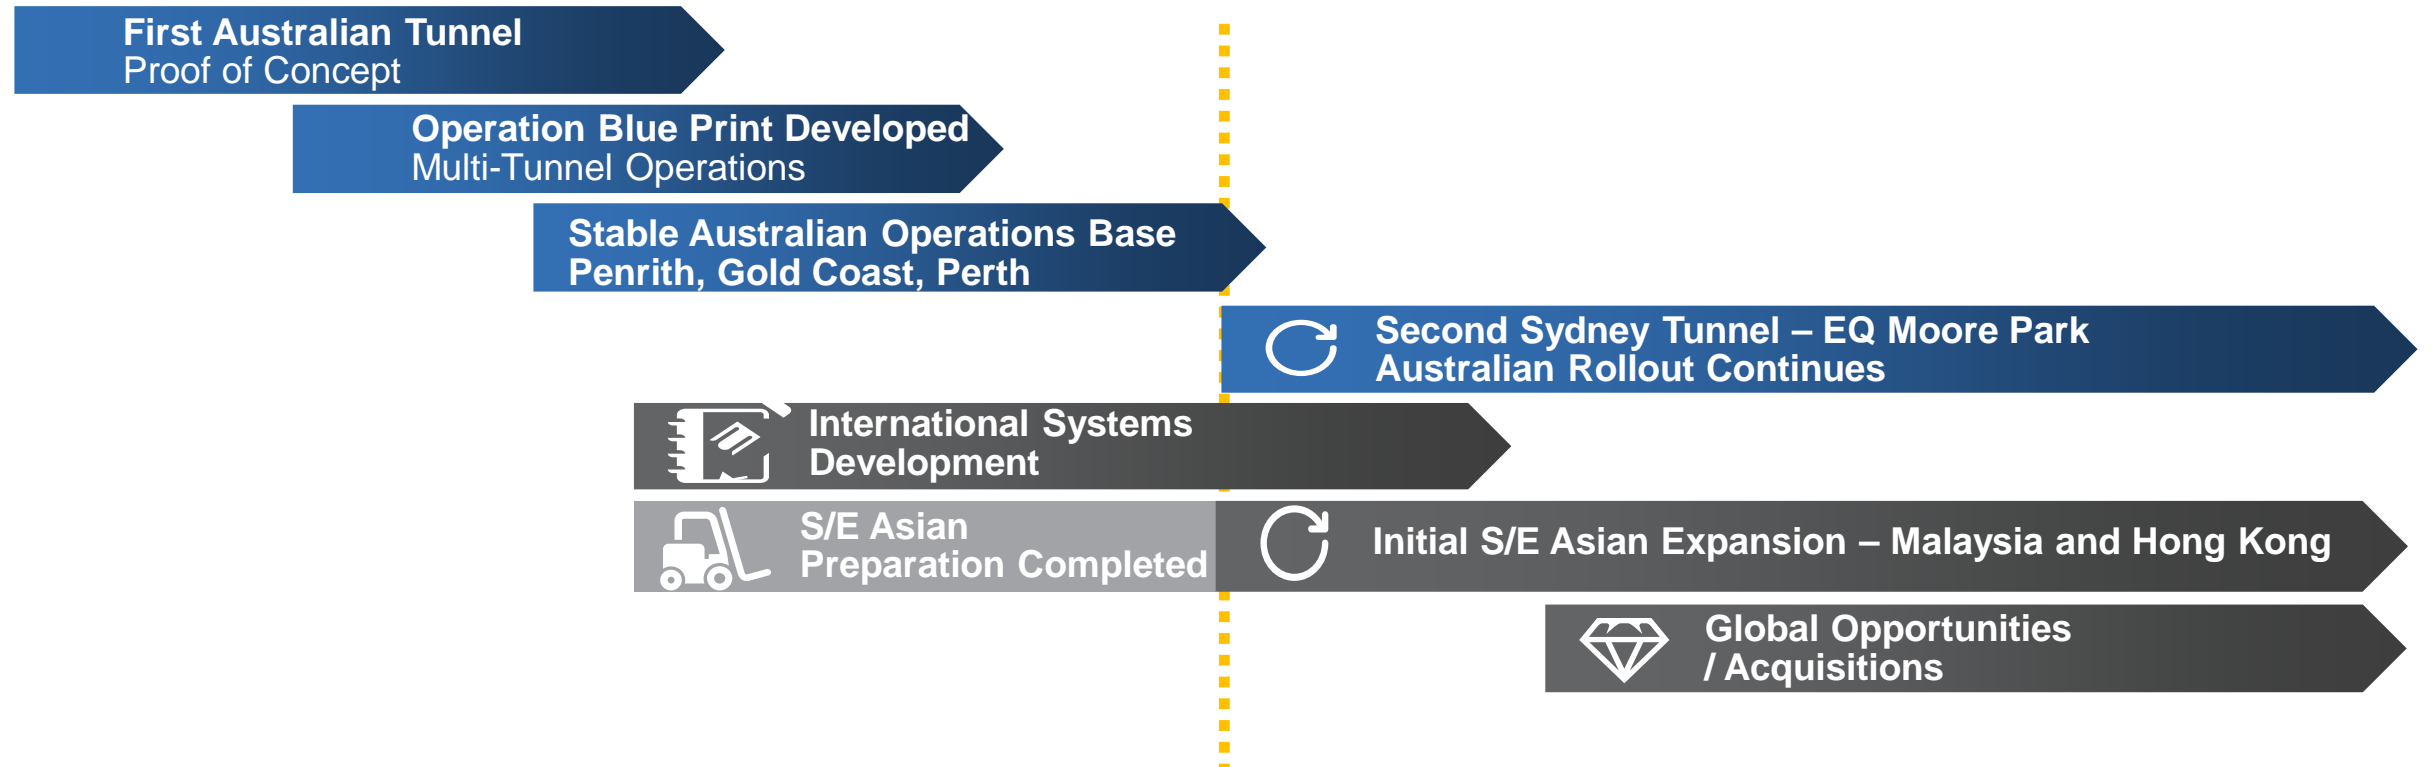 First Australian Tunnel
Proof of Concept
Operation Blue Print Developed
Multi-Tunnel Operations
Stable Australian Operations Base
Penrith, Gold Coast, Perth
Second Sydney Tunnel – EQ Moore Park
Australian Rollout Continues
International Systems
Development
S/E Asian
Preparation Completed
Initial S/E Asian Expansion – Malaysia and Hong Kong
Global Opportunities
/ Acquisitions